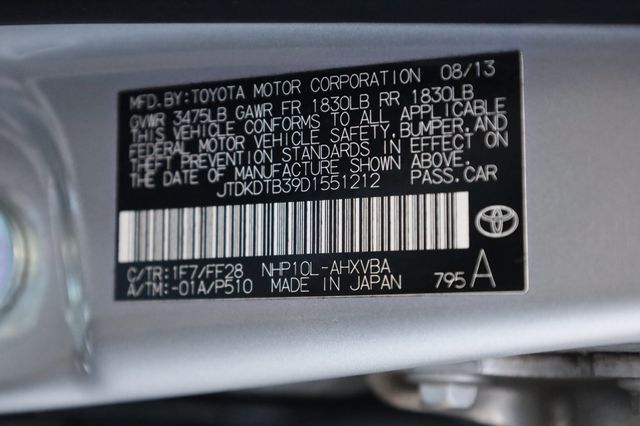 MFD. BY: TOYOTA MOTOR CORPORATION 08/13
GVWR 3475LB GAWR FR 1830LB RR 1830LB
THIS VEHICLE CONFORMS TO ALL APPLICABLE
FEDERAL MOTOR VEHICLE SAFETY, BUMPER, AND
THEFT PREVENTION STANDARDS IN EFFECT ON
THE DATE OF MANUFACTURE SHOWN ABOVE.
JTDKDTB39D1551212 PASS.CAR
C/TR:1F7/FF28 NHP10L-AHXVBA
A/TM:-01A/P510 MADE IN JAPAN 795 A